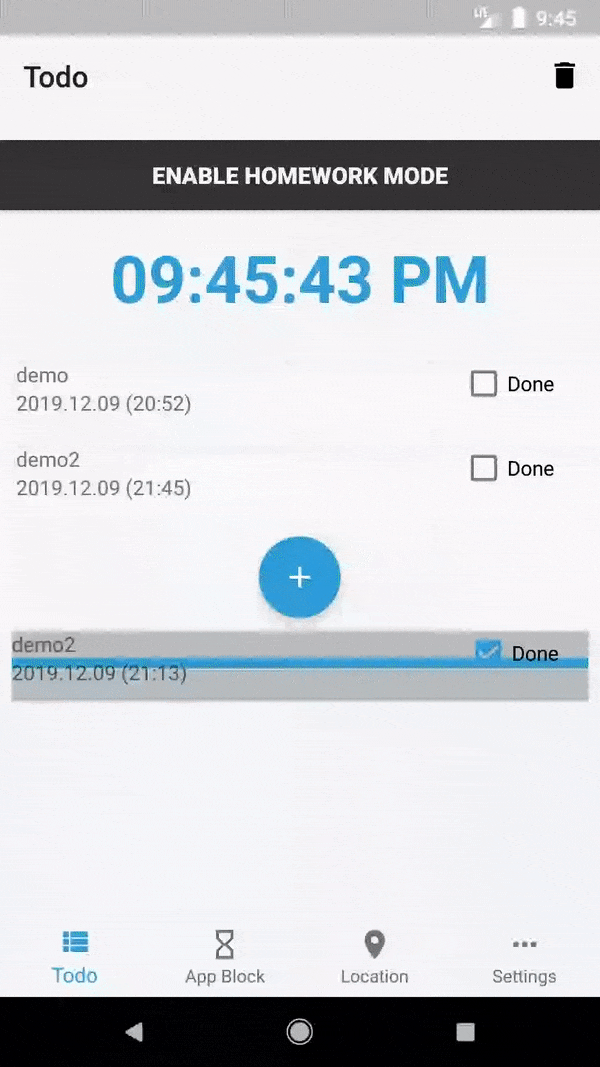 LTE 9:45
Todo
ENABLE HOMEWORK MODE
09:45:43 PM
demo
2019.12.09 (20:52)
Done
demo2
2019.12.09 (21:45)
Done
+
demo2
2019.12.09 (21:13)
Done
Todo
App Block
Location
Settings